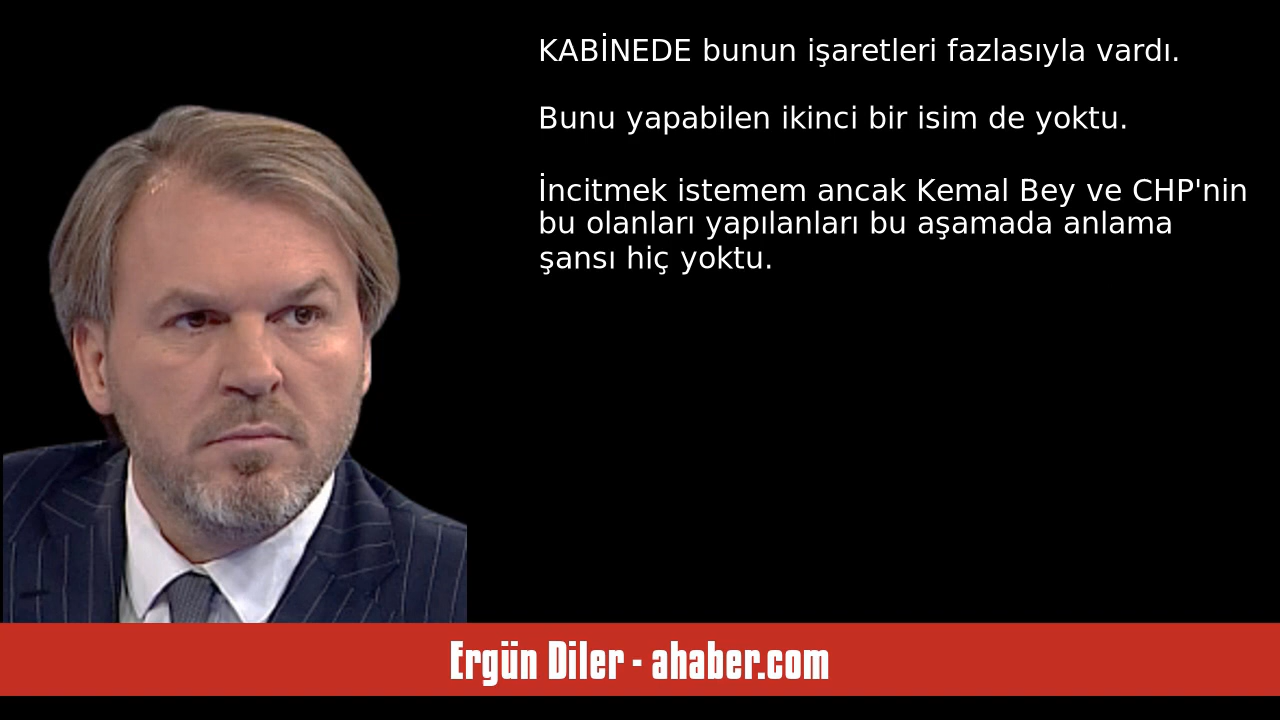 KABİNEDE bunun işaretleri fazlasıyla vardı.
Bunu yapabilen ikinci bir isim de yoktu.
İncitmek istemem ancak Kemal Bey ve CHP'nin
bu olanları yapılanları bu aşamada anlama
şansı hiç yoktu.
Ergün Diler - ahaber.com